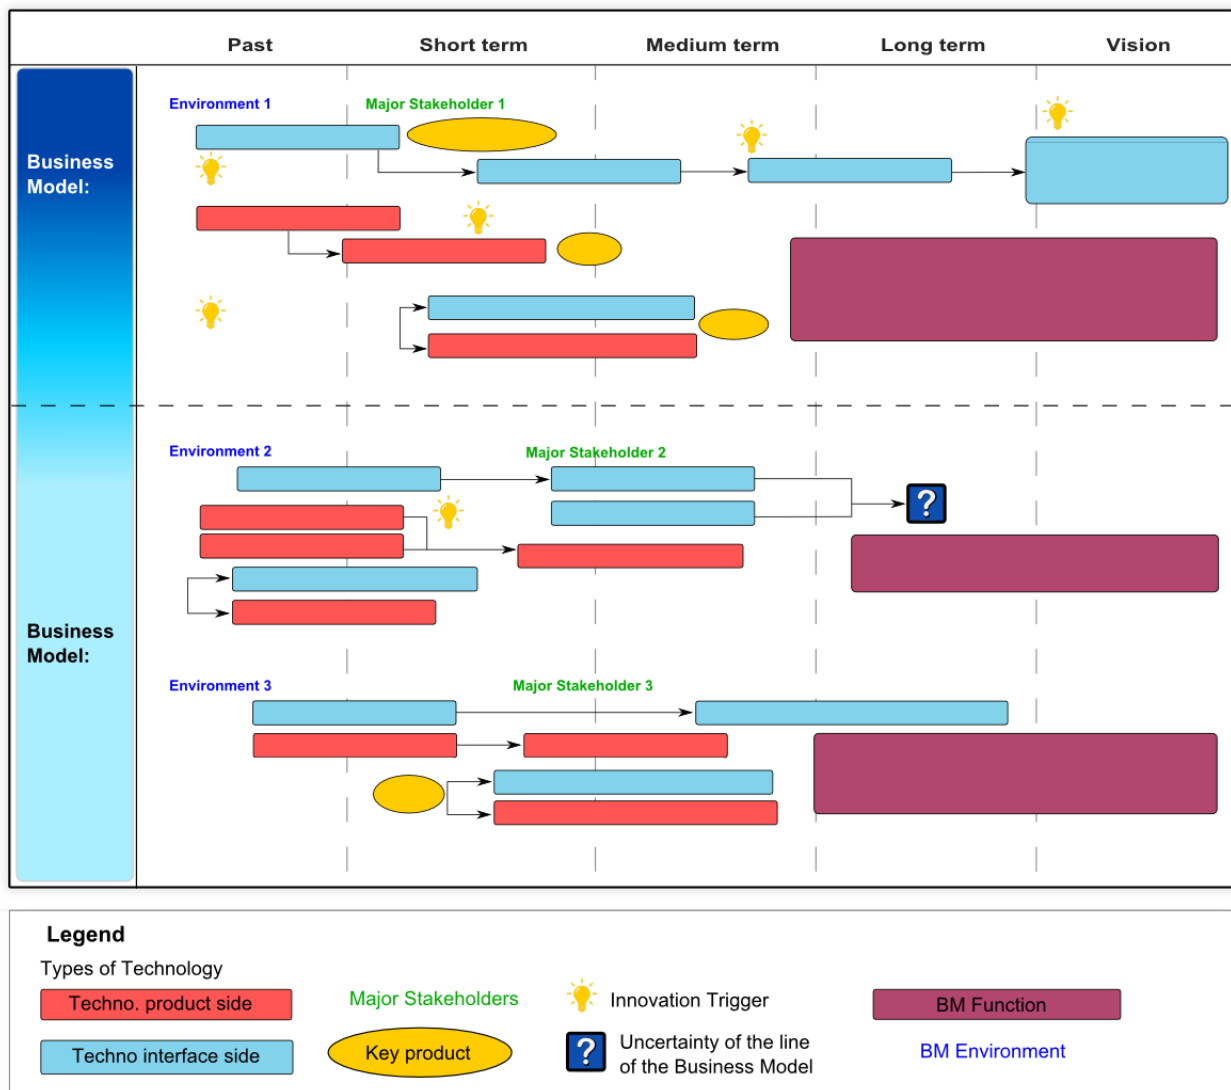 Past Short term Medium term Long term Vision
Environment 1 Major Stakeholder 1
Business
Model:
Environment 2 Major Stakeholder 2
?
Business
Model:
Environment 3 Major Stakeholder 3
Legend
Types of Technology
Techno. product side
Techno interface side
Major Stakeholders
Key product
Innovation Trigger
? Uncertainty of the line
of the Business Model
BM Function
BM Environment